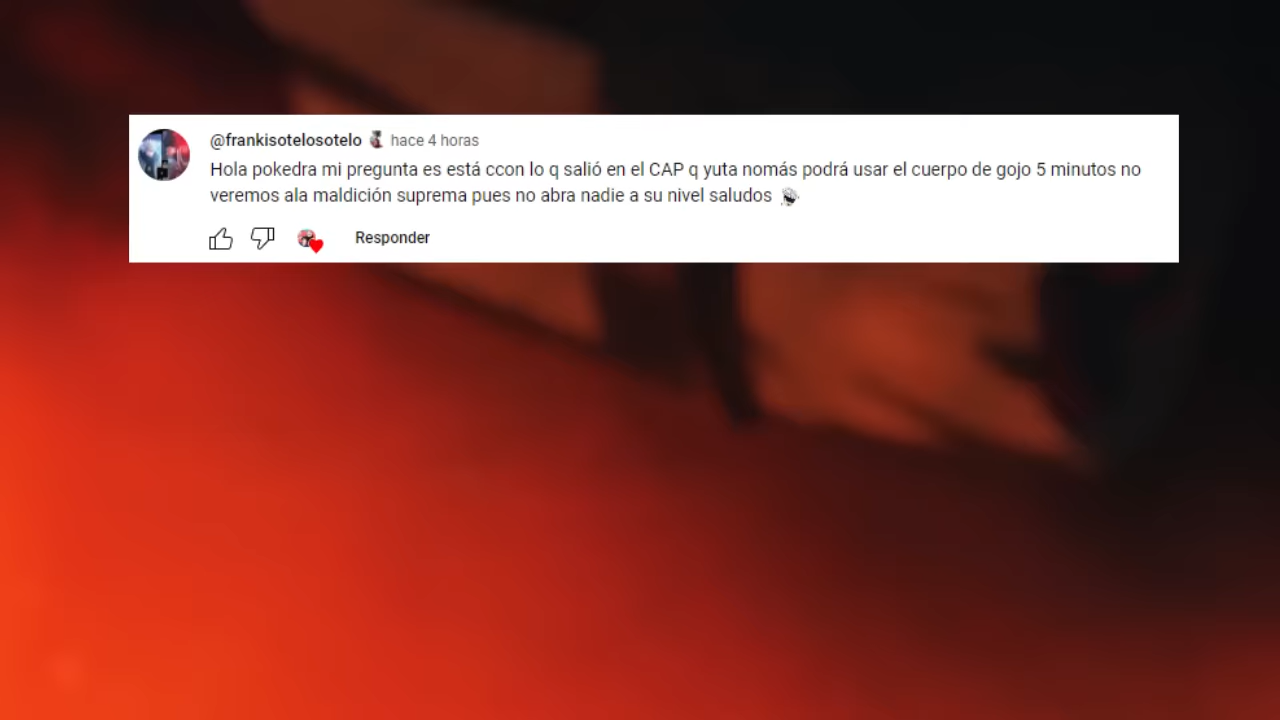 @frankisotelosotelo hace 4 horas
Hola pokedra mi pregunta es está ccon lo q salió en el CAP q yuta nomás podrá usar el cuerpo de gojo 5 minutos no
veremos ala maldición suprema pues no abra nadie a su nivel saludos
Responder